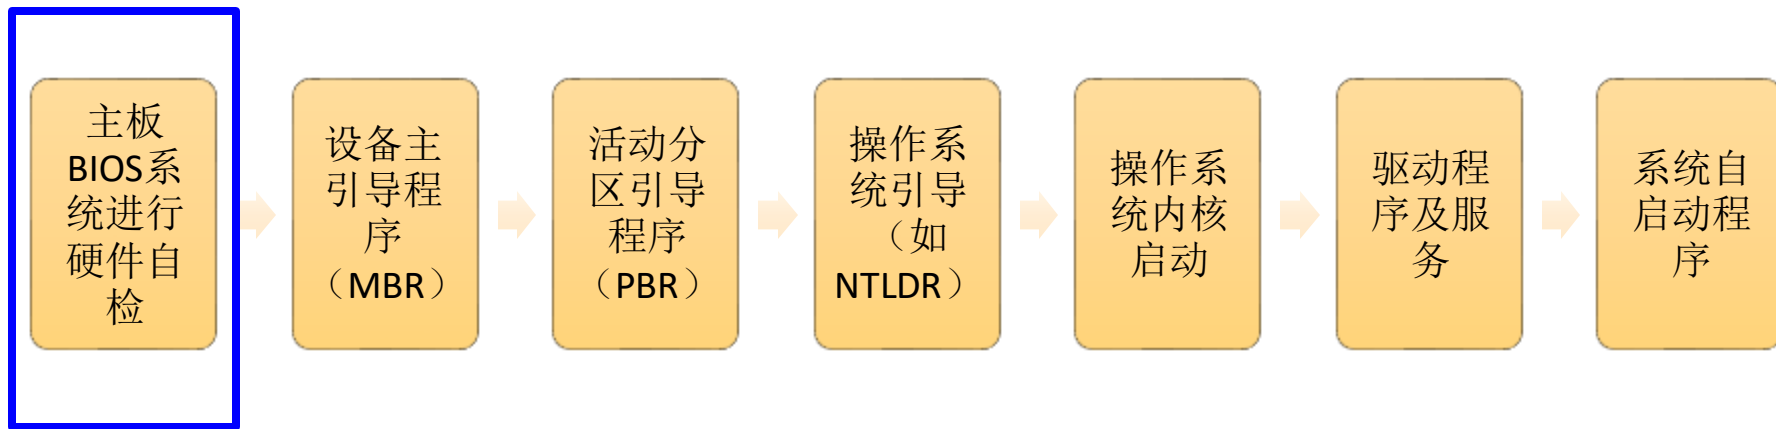 主板
BIOS系
统进行
硬件自
检
设备主
引导程
序
（MBR）
活动分
区引导
程序
（PBR）
操作系
统引导
（如
NTLDR）
操作系
统内核
启动
驱动程
序及服
务
系统自
启动程
序